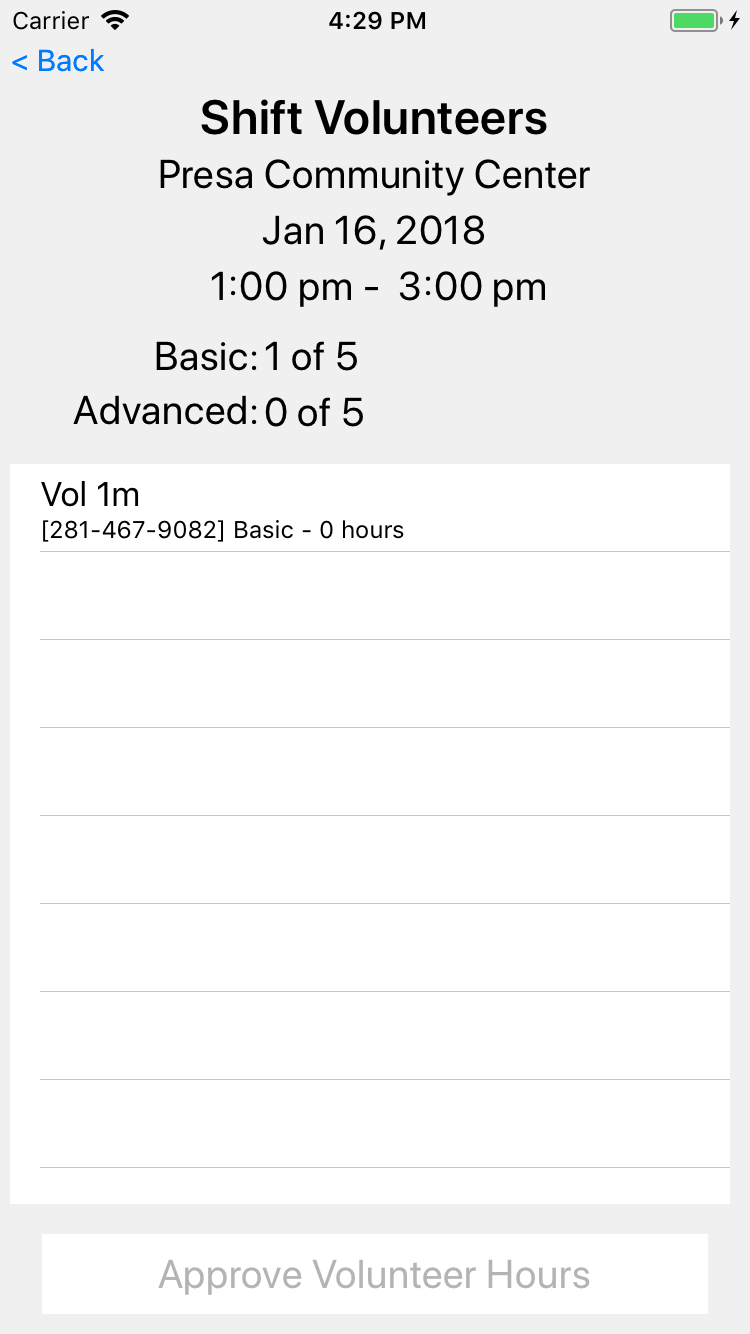 Carrier 4:29 PM
< Back
Shift Volunteers
Presa Community Center
Jan 16, 2018
1:00 pm - 3:00 pm
Basic: 1 of 5
Advanced: 0 of 5
Vol 1m
[281-467-9082] Basic - 0 hours
Approve Volunteer Hours